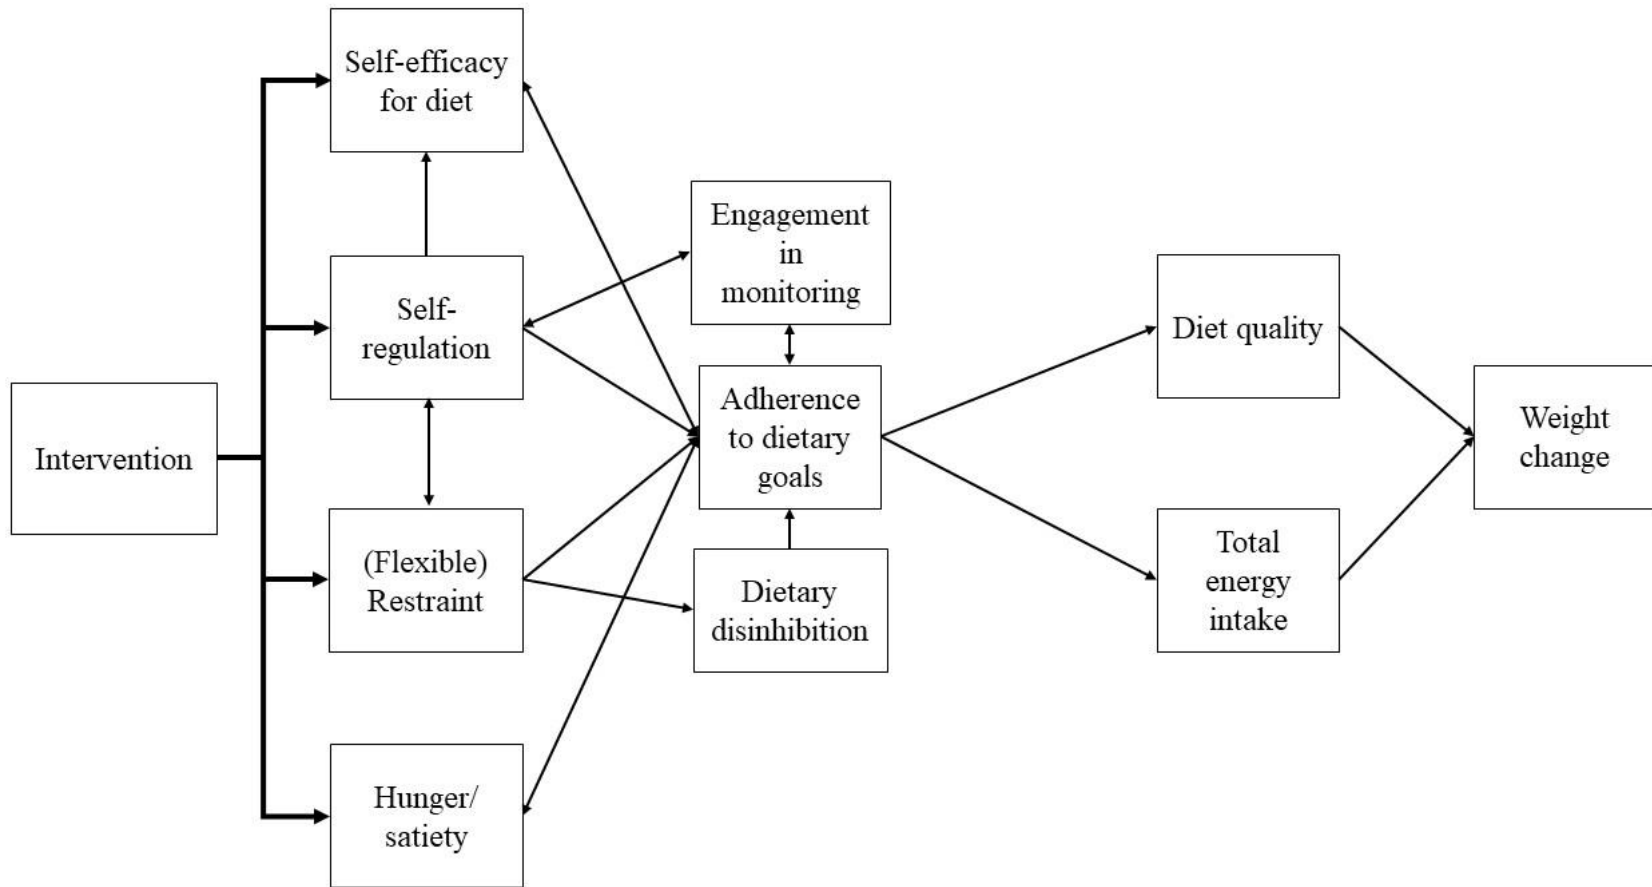 Self-efficacy
for diet
Engagement
in
monitoring
Self-
regulation
Diet quality
Intervention
Adherence
to dietary
goals
Weight
change
(Flexible)
Restraint
Dietary
disinhibition
Total
energy
intake
Hunger/
satiety